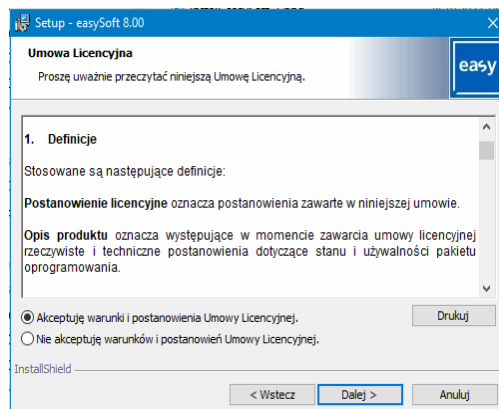 Setup - easySoft 8.00
Umowa Licencyjna
Proszę uważnie przeczytać niniejszą Umowę Licencyjną.
easy
1. Definicje
Stosowane są następujące definicje:
Postanowienie licencyjne oznacza postanowienia zawarte w niniejszej umowie.
Opis produktu oznacza występujące w momencie zawarcia umowy licencyjnej
rzeczywiste i techniczne postanowienia dotyczące stanu i używalności pakietu
oprogramowania.
Akceptuję warunki i postanowienia Umowy Licencyjnej.
Drukuj
Nie akceptuję warunków i postanowień Umowy Licencyjnej.
InstallShield
< Wstecz
Dalej >
Anuluj